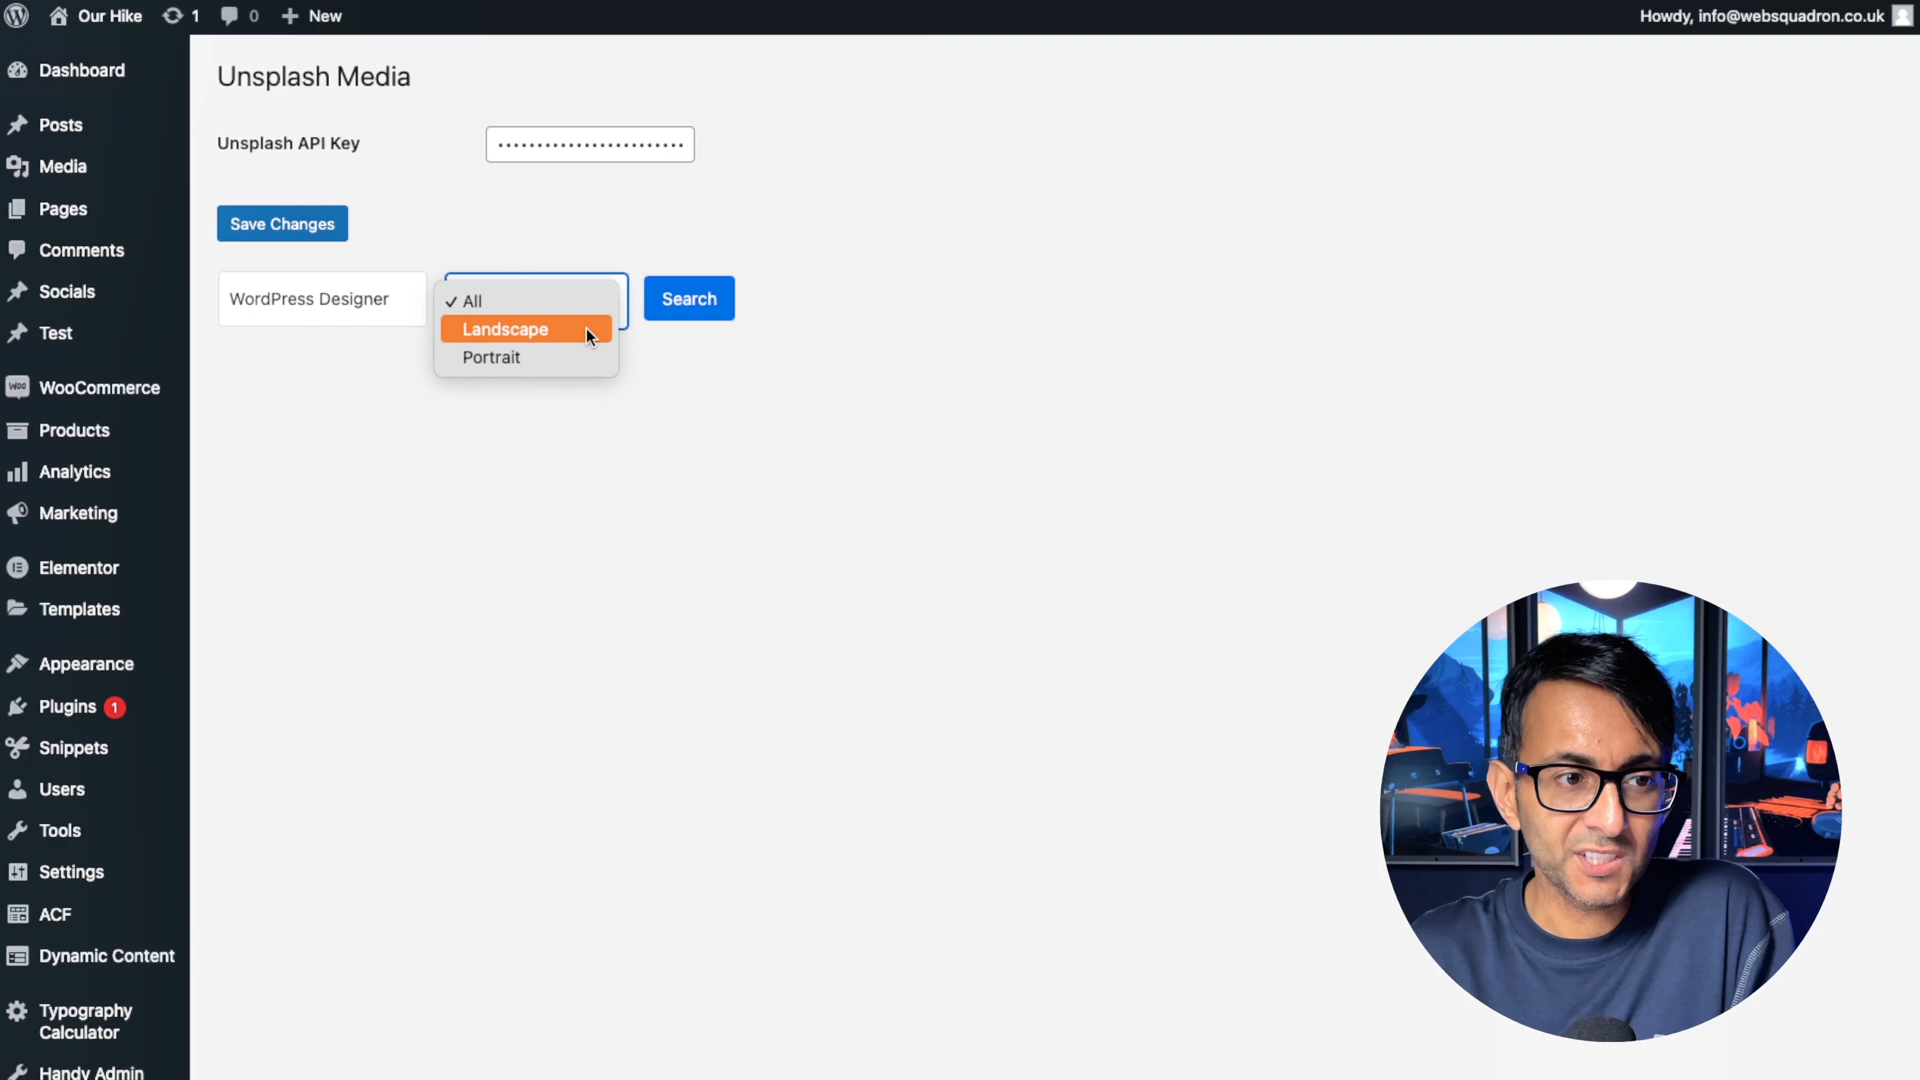 Our Hike
1
0
New
Howdy, info@websquadron.co.uk
Dashboard
Posts
Media
Pages
Comments
Socials
Test
Woo
WooCommerce
Products
Analytics
Marketing
Elementor
Templates
Appearance
Plugins 1
Snippets
Users
Tools
Settings
ACF
Dynamic Content
Typography
Calculator
Handy Admin
Unsplash Media
Unsplash API Key
Save Changes
WordPress Designer
✓ All
Landscape
Portrait
Search